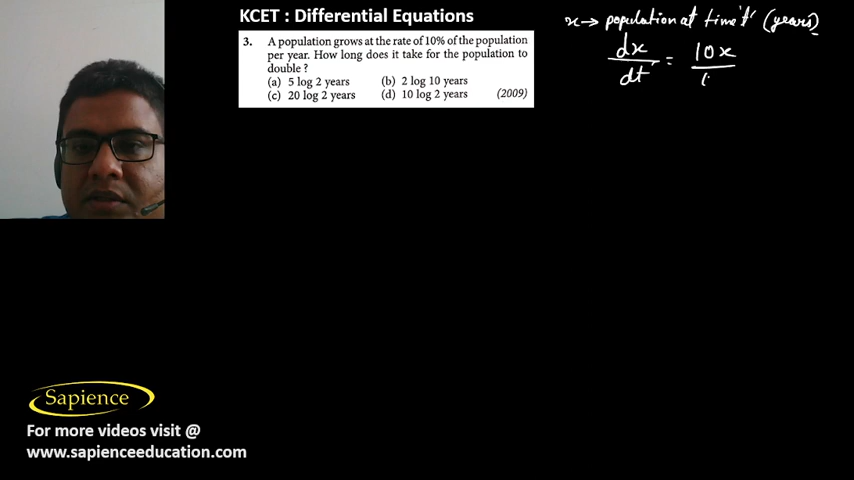 KCET : Differential Equations
3. A population grows at the rate of 10% of the population
per year. How long does it take for the population to
double ?
(a) 5 log 2 years (b) 2 log 10 years
(c) 20 log 2 years (d) 10 log 2 years (2009)
x → population at time 't' (years)
dx/dt = 10x/1
Sapience
For more videos visit @
www.sapienceeducation.com